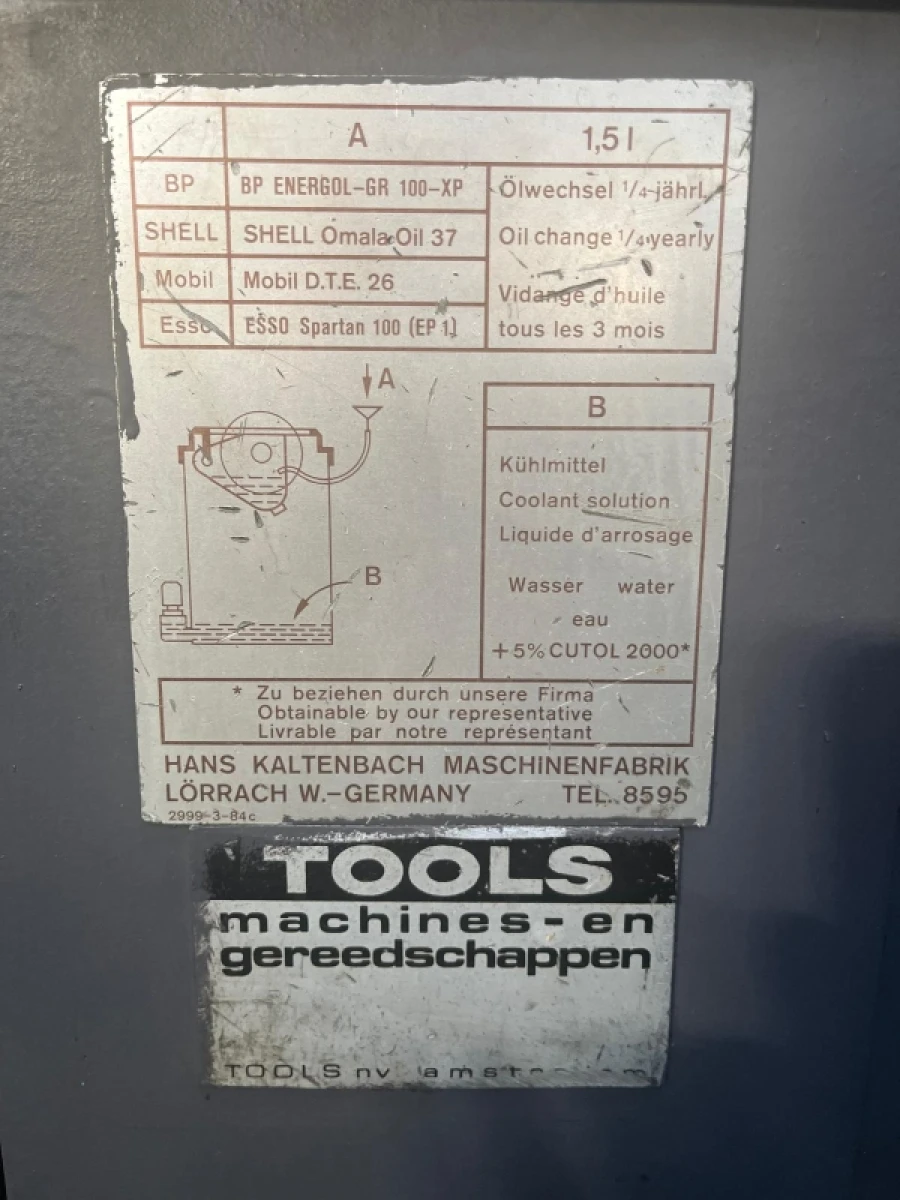 A 1,5 l
BP BP ENERGOL-GR 100-XP
SHELL SHELL Omala Oil 37
Mobil Mobil D.T.E. 26
Esso ESSO Spartan 100 (EP 1)
Ölwechsel 1/4-jährl.
Oil change 1/4-yearly
Vidange d'huile
tous les 3 mois
A
B
B
Kühlmittel
Coolant solution
Liquide d'arrosage
Wasser water
eau
+5% CUTOL 2000*
* Zu beziehen durch unsere Firma
Obtainable by our representative
Livrable par notre représentant
HANS KALTENBACH MASCHINENFABRIK
LÖRRACH W.-GERMANY TEL. 8595
2999-3-84c
TOOLS
machines-en
gereedschappen
TOOLS nv